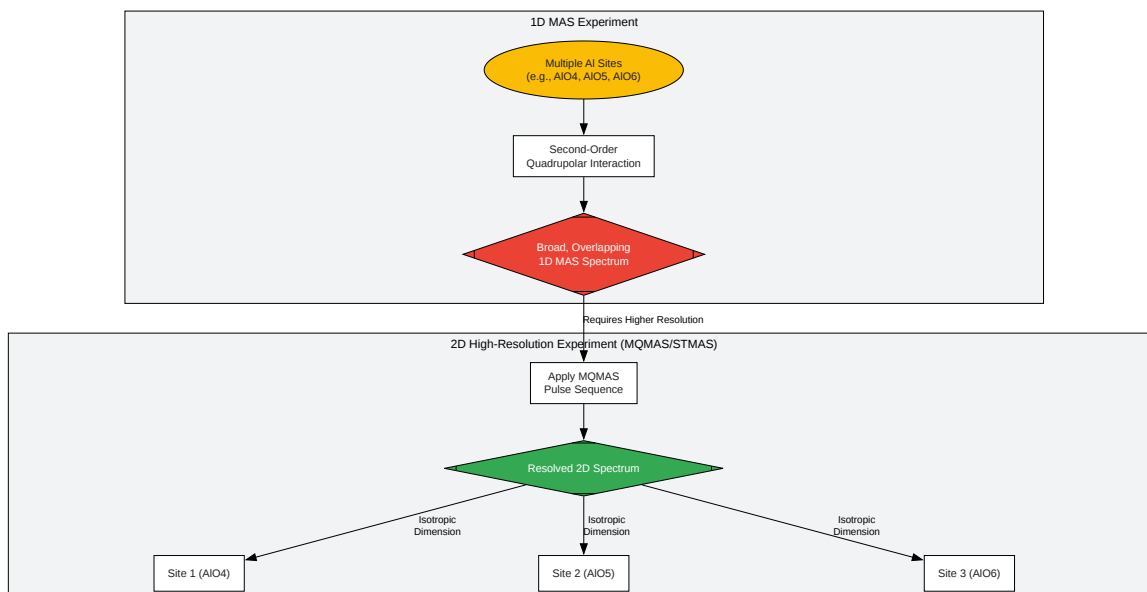 1D MAS Experiment
Multiple Al Sites
(e.g., AlO4, AlO5, AlO6)
Second-Order
Quadrupolar Interaction
Broad, Overlapping
1D MAS Spectrum
Requires Higher Resolution
2D High-Resolution Experiment (MQMAS/STMAS)
Apply MQMAS
Pulse Sequence
Resolved 2D Spectrum
Isotropic
Dimension
Isotropic
Dimension
Isotropic
Dimension
Site 1 (AlO4)
Site 2 (AlO5)
Site 3 (AlO6)